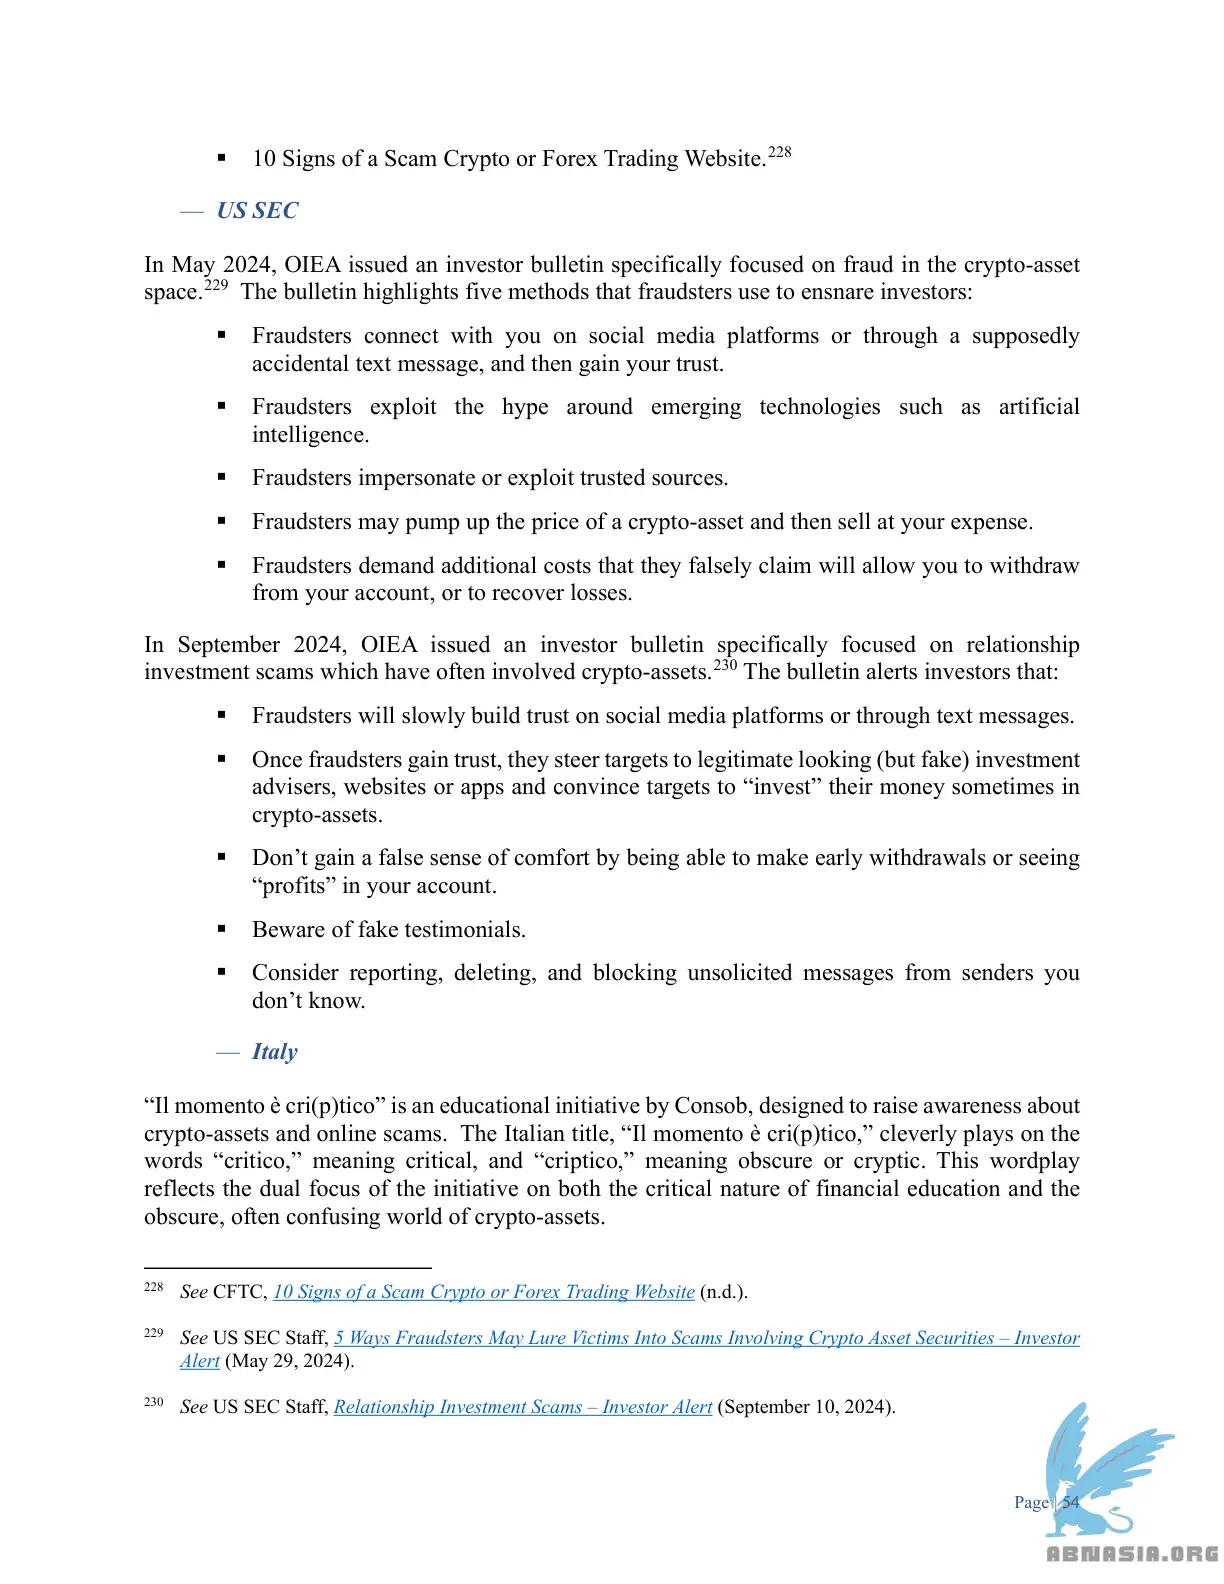 ▪ 10 Signs of a Scam Crypto or Forex Trading Website.228
— US SEC
In May 2024, OIEA issued an investor bulletin specifically focused on fraud in the crypto-asset
space.229  The bulletin highlights five methods that fraudsters use to ensnare investors:
▪ Fraudsters connect with you on social media platforms or through a supposedly
accidental text message, and then gain your trust.
▪ Fraudsters exploit the hype around emerging technologies such as artificial
intelligence.
▪ Fraudsters impersonate or exploit trusted sources.
▪ Fraudsters may pump up the price of a crypto-asset and then sell at your expense.
▪ Fraudsters demand additional costs that they falsely claim will allow you to withdraw
from your account, or to recover losses.
In September 2024, OIEA issued an investor bulletin specifically focused on relationship
investment scams which have often involved crypto-assets.230 The bulletin alerts investors that:
▪ Fraudsters will slowly build trust on social media platforms or through text messages.
▪ Once fraudsters gain trust, they steer targets to legitimate looking (but fake) investment
advisers, websites or apps and convince targets to “invest” their money sometimes in
crypto-assets.
▪ Don’t gain a false sense of comfort by being able to make early withdrawals or seeing
“profits” in your account.
▪ Beware of fake testimonials.
▪ Consider reporting, deleting, and blocking unsolicited messages from senders you
don’t know.
— Italy
“Il momento è cri(p)tico” is an educational initiative by Consob, designed to raise awareness about
crypto-assets and online scams.  The Italian title, “Il momento è cri(p)tico,” cleverly plays on the
words “critico,” meaning critical, and “criptico,” meaning obscure or cryptic. This wordplay
reflects the dual focus of the initiative on both the critical nature of financial education and the
obscure, often confusing world of crypto-assets.
228 See CFTC, 10 Signs of a Scam Crypto or Forex Trading Website (n.d.).
229 See US SEC Staff, 5 Ways Fraudsters May Lure Victims Into Scams Involving Crypto Asset Securities – Investor
Alert (May 29, 2024).
230 See US SEC Staff, Relationship Investment Scams – Investor Alert (September 10, 2024).
Page | 54
ABNASIA.ORG